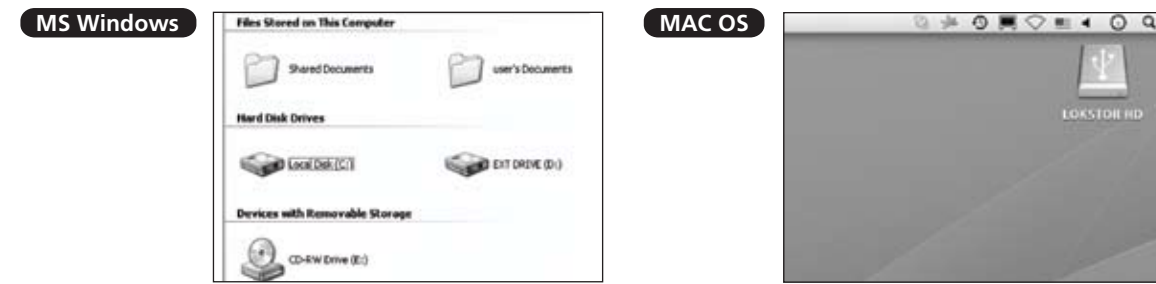 MS Windows
Files Stored on This Computer
Shared Documents
user's Documents
Hard Disk Drives
Local Disk (C:)
EXT DRIVE (D:)
Devices with Removable Storage
CD-RW Drive (E:)
MAC OS
LOKSTOR HD